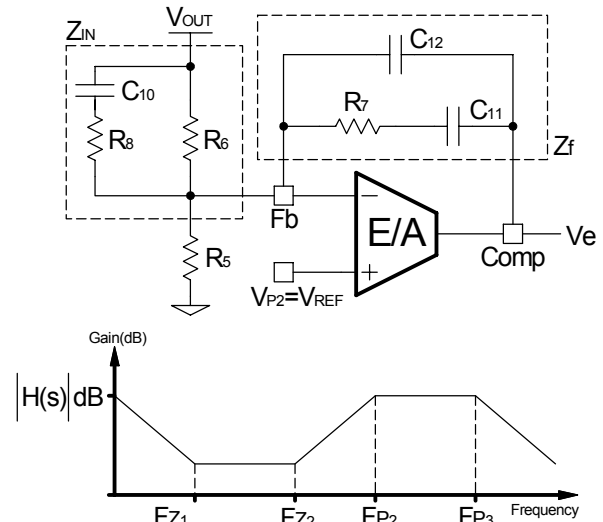 VOUT
ZIN
C10
R8
R6
C12
R7
C11
Zf
Fb
E/A
Comp
Ve
R5
VP2=VREF
Gain(dB)
|H(s)|dB
FZ1
FZ2
FP2
FP3
Frequency